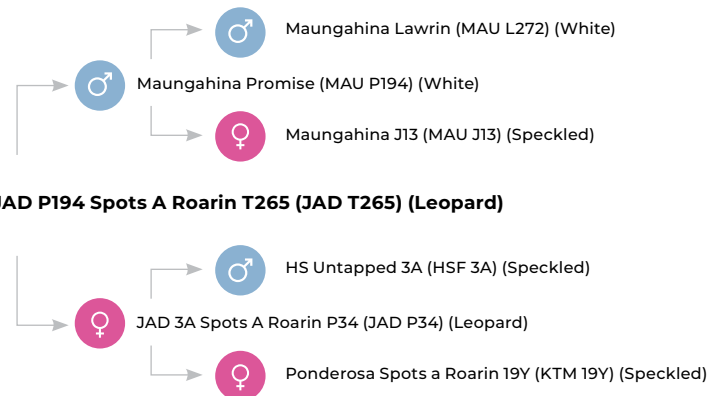 Maungahina Lawrin (MAU L272) (White)
Maungahina Promise (MAU P194) (White)
Maungahina J13 (MAU J13) (Speckled)
JAD P194 Spots A Roarin T265 (JAD T265) (Leopard)
HS Untapped 3A (HSF 3A) (Speckled)
JAD 3A Spots A Roarin P34 (JAD P34) (Leopard)
Ponderosa Spots a Roarin 19Y (KTM 19Y) (Speckled)